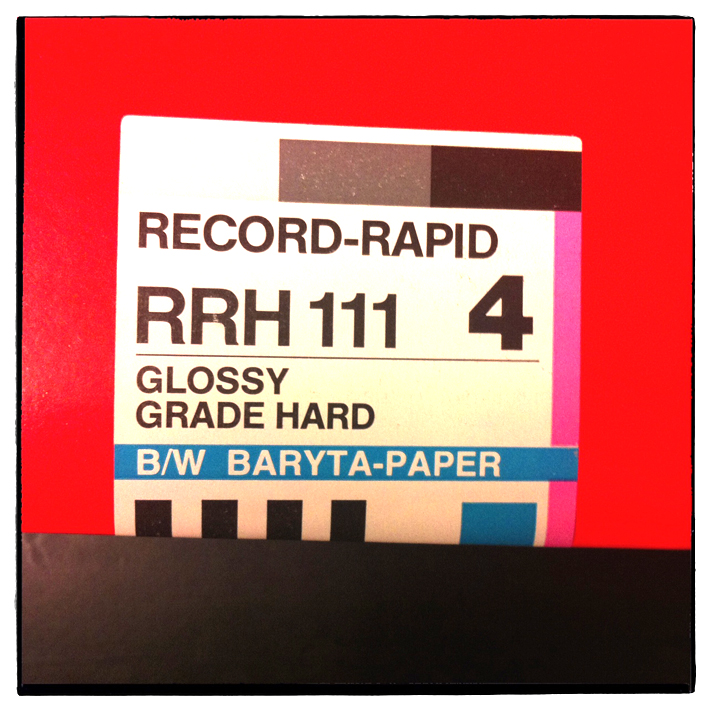 RECORD-RAPID
RRH 111 4
GLOSSY
GRADE HARD
B/W BARYTA-PAPER